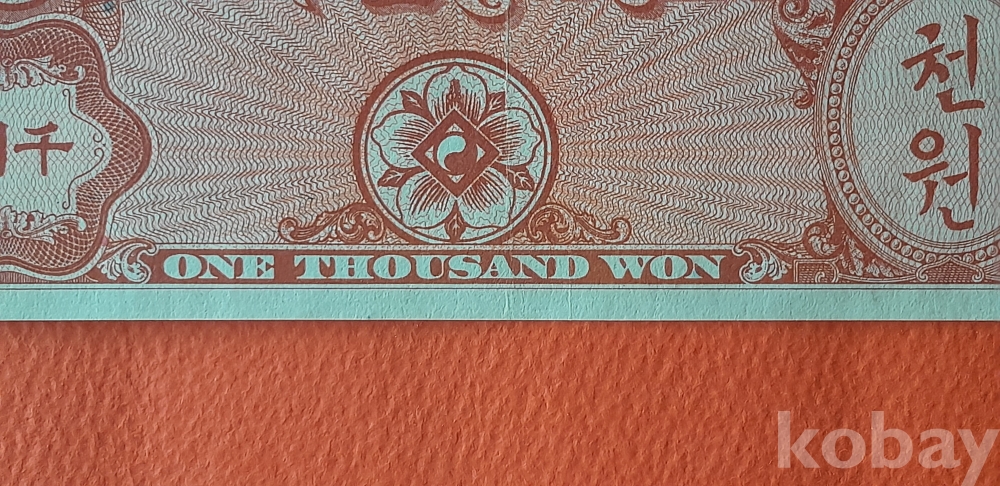 천
원
千
ONE THOUSAND WON
kobay